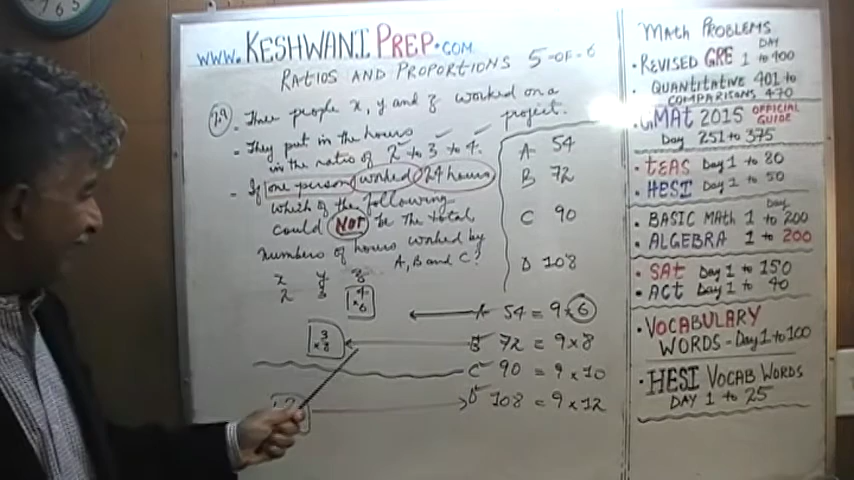 WWW.KESHWANIPREP.COM
RATIOS AND PROPORTIONS 5-OF-6
- Three people x, y and z worked on a
project.
- They put in the hours
in the ratio of 2 to 3 to 4.
- If one person worked 24 hours
which of the following
could NOT be the total
numbers of hours worked by
A, B and C?
A 54
B 72
C 90
D 108
x y z
2 3 4
×6
A 54 = 9×6
3
×8
B 72 = 9×8
C 90 = 9×10
D 108 = 9×12
MATH PROBLEMS
DAY
• REVISED GRE 1 to 400
• QUANTITATIVE 401 to
COMPARISONS 470
• GMAT 2015 OFFICIAL
GUIDE
Day 251 to 375
• TEAS Day 1 to 80
• HESI Day 1 to 50
Day
• BASIC MATH 1 to 200
• ALGEBRA 1 to 200
• SAT Day 1 to 150
• ACT Day 1 to 40
• VOCABULARY
WORDS - Day 1 to 100
• HESI VOCAB WORDS
DAY 1 to 25